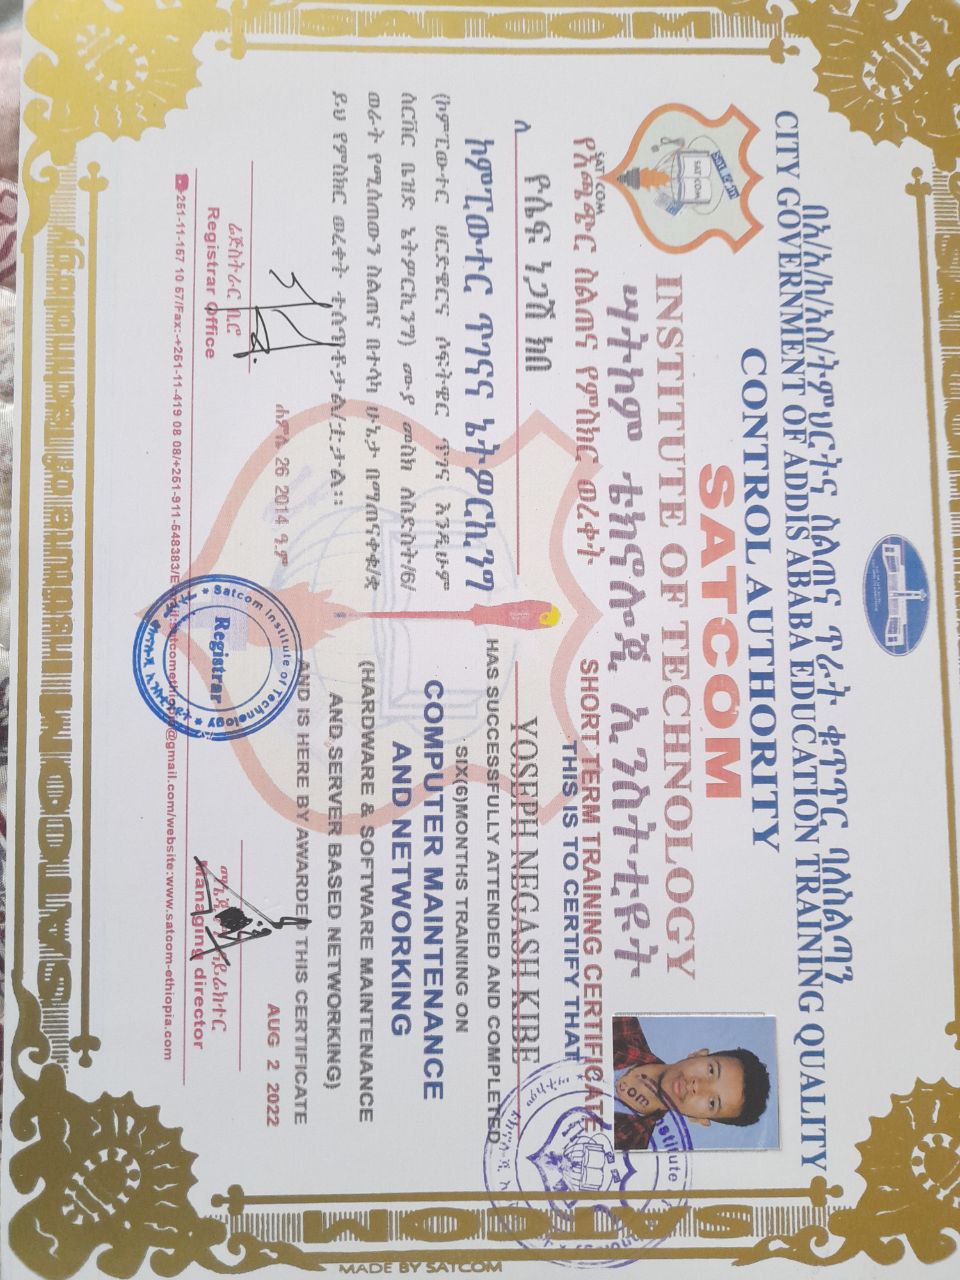 በአ/አ/ከ/አስ/ትምህርትና ስልጠና ጥራት ቁጥጥር ባለስልጣን
CITY GOVERNMENT OF ADDIS ABABA EDUCATION TRAINING QUALITY
CONTROL AUTHORITY
SATCOM
INSTITUTE OF TECHNOLOGY
ሣትኮም ቴክኖሎጂ ኢንስትቲዩት
SAT COM
SAT COM
የአጫጭር ስልጠና የምስክር ወረቀት
ለ ዮሴፍ ነጋሽ ክበ
ኮምፒውተር ጥገናና ኔትዎርኪንግ
(ኮምፒውተር ሀርድዌርና ሶፍትዌር ጥገና እንዲሁም
ሰርቨር ቤዝድ ኔትዎርኪንግ) ሙያ መስክ ለስድስት/6/
ወራት የሚሰጠውን ስልጠና በተሳካ ሁኔታ በማጠናቀቁ/ቋ
ይህ የምስክር ወረቀት ተሰጥቶታል/ቷታል፡፡
ሐምሌ 26 2014 ዓ.ም
SHORT TERM TRAINING CERTIFICATE
THIS IS TO CERTIFY THAT
YOSEPH NEGASH KIBE
HAS SUCCESSFULLY ATTENDED AND COMPLETED
SIX(6)MONTHS TRAINING ON
COMPUTER MAINTENANCE
AND NETWORKING
(HARDWARE & SOFTWARE MAINTENANCE
AND SERVER BASED NETWORKING)
AND IS HERE BY AWARDED THIS CERTIFICATE
AUG 2 2022
ሬጅስትራር ቢሮ
Registrar Office
Satcom Institute of Technology
Registrar
ማኔጂንግ ዳይሬክተር
Managing director
251-11-157 10 57/Fax:-+251-11-419 08 08/+251-911-548383/E-mail:satcomethiopia@gmail.com/website:www.satcom-ethiopia.com
MADE BY SATCOM
SATCOM Institute of Technology